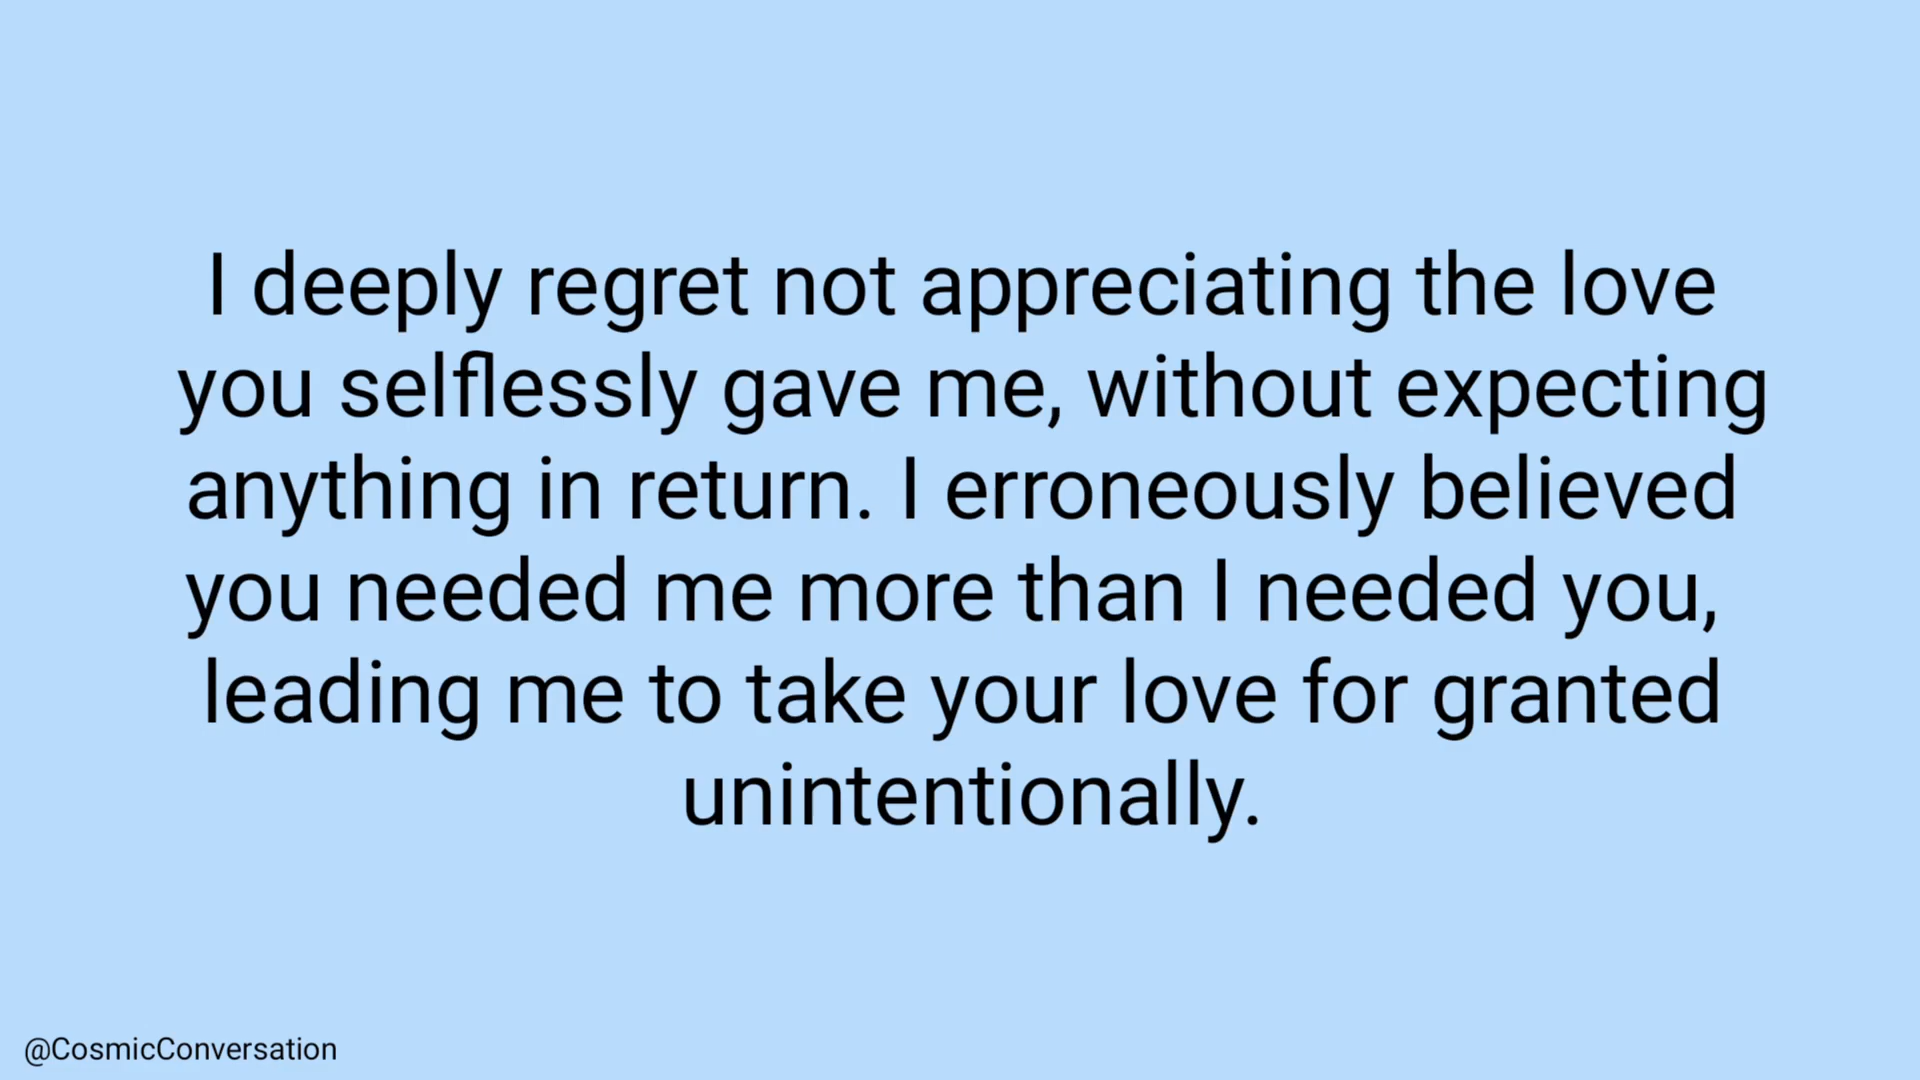 I deeply regret not appreciating the love
you selflessly gave me, without expecting
anything in return. I erroneously believed
you needed me more than I needed you,
leading me to take your love for granted
unintentionally.
@CosmicConversation